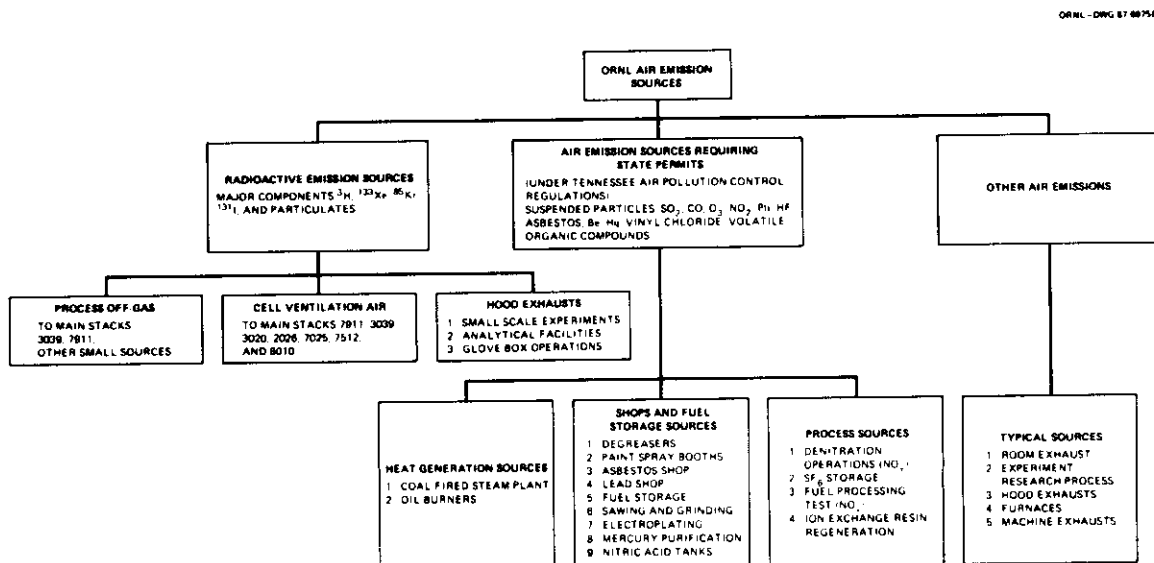 ORNL-DWG 87
ORNL AIR EMISSION
SOURCES
RADIOACTIVE EMISSION SOURCES
MAJOR COMPONENTS ³H, ¹³³Xe, ⁸⁵Kr,
¹³¹I, AND PARTICULATES
AIR EMISSION SOURCES REQUIRING
STATE PERMITS
(UNDER TENNESSEE AIR POLLUTION CONTROL
REGULATIONS)
SUSPENDED PARTICLES SO₂, CO, O₃ NO₂ HF
ASBESTOS, Be Hg VINYL CHLORIDE VOLATILE
ORGANIC COMPOUNDS
OTHER AIR EMISSIONS
PROCESS OFF-GAS
TO MAIN STACKS
3039, 7911,
OTHER SMALL SOURCES
CELL VENTILATION AIR
TO MAIN STACKS 7911 3039
3020, 2026, 7025, 7512,
AND 8010
HOOD EXHAUSTS
1 SMALL SCALE EXPERIMENTS
2 ANALYTICAL FACILITIES
3 GLOVE BOX OPERATIONS
HEAT GENERATION SOURCES
1 COAL FIRED STEAM PLANT
2 OIL BURNERS
SHOPS AND FUEL
STORAGE SOURCES
1 DEGREASERS
2 PAINT SPRAY BOOTHS
3 ASBESTOS SHOP
4 LEAD SHOP
5 FUEL STORAGE
6 SAWING AND GRINDING
7 ELECTROPLATING
8 MERCURY PURIFICATION
9 NITRIC ACID TANKS
PROCESS SOURCES
1 DENITRATION
OPERATIONS (NOₓ)
2 SF₆ STORAGE
3 FUEL PROCESSING
TEST (NOₓ)
4 ION EXCHANGE RESIN
REGENERATION
TYPICAL SOURCES
1 ROOM EXHAUST
2 EXPERIMENT
RESEARCH PROCESS
3 HOOD EXHAUSTS
4 FURNACES
5 MACHINE EXHAUSTS